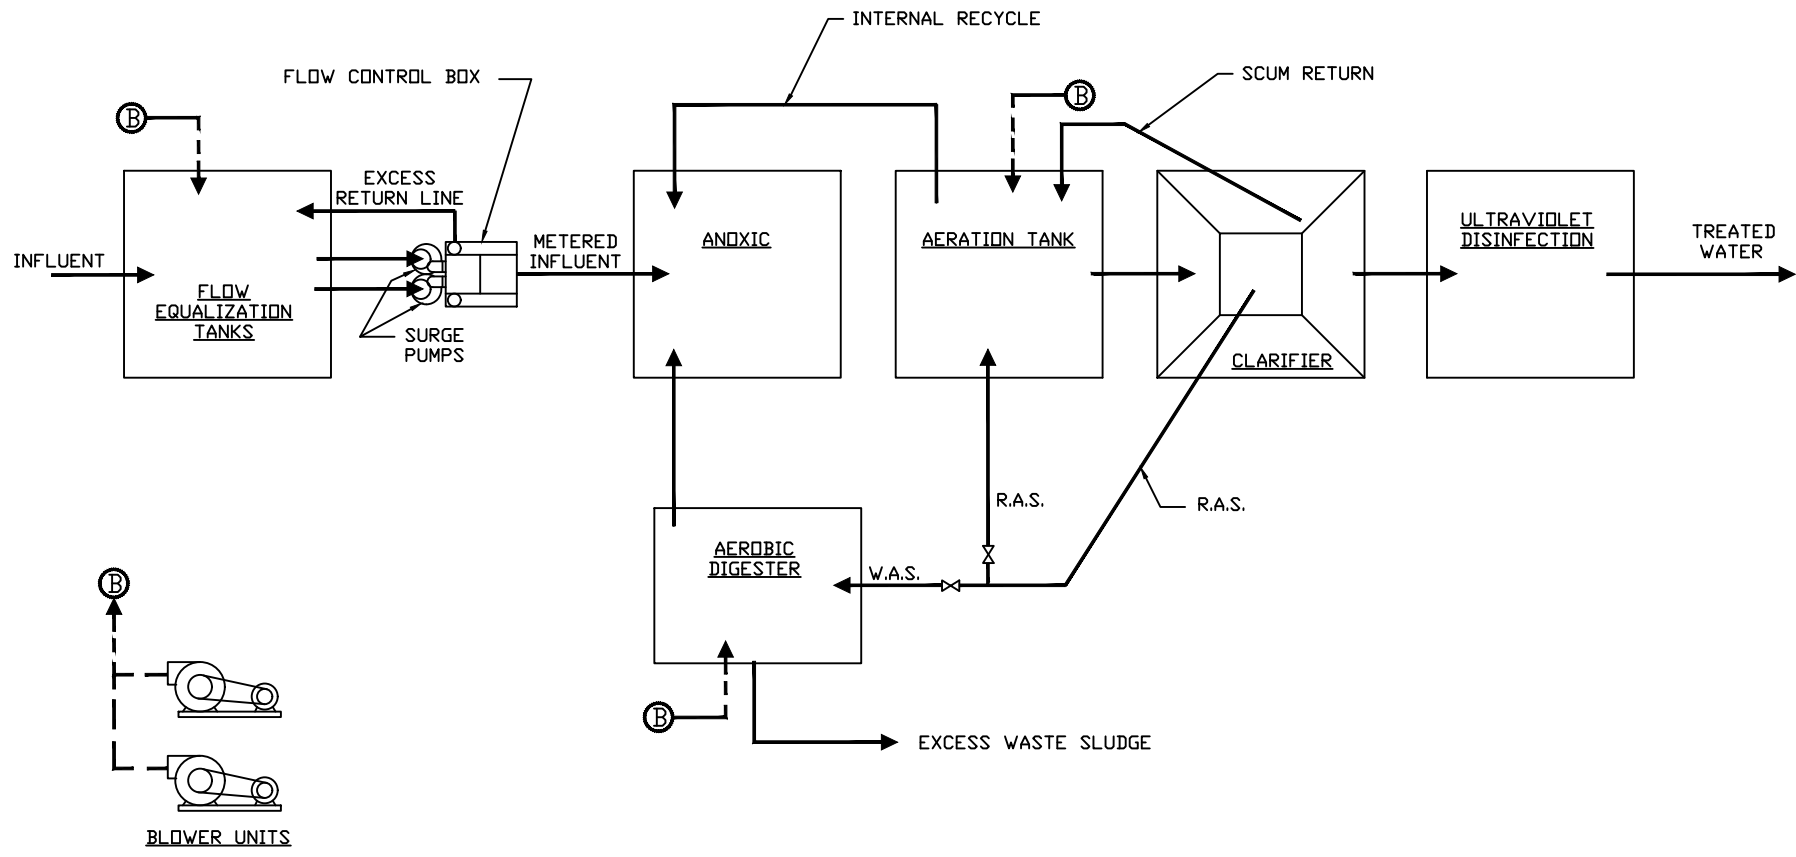 INTERNAL RECYCLE
FLOW CONTROL BOX
SCUM RETURN
B
B
EXCESS
RETURN LINE
INFLUENT
FLOW
EQUALIZATION
TANKS
SURGE
PUMPS
METERED
INFLUENT
ANOXIC
AERATION TANK
CLARIFIER
ULTRAVIOLET
DISINFECTION
TREATED
WATER
R.A.S.
R.A.S.
AEROBIC
DIGESTER
W.A.S.
B
B
EXCESS WASTE SLUDGE
BLOWER UNITS